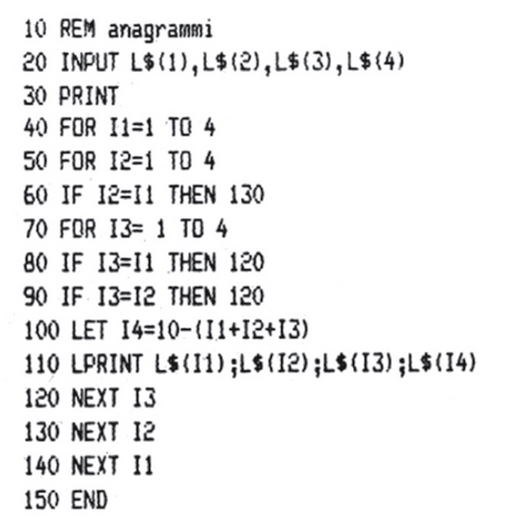 10 REM anagrammi
20 INPUT L$(1),L$(2),L$(3),L$(4)
30 PRINT
40 FOR I1=1 TO 4
50 FOR I2=1 TO 4
60 IF I2=I1 THEN 130
70 FOR I3= 1 TO 4
80 IF I3=I1 THEN 120
90 IF I3=I2 THEN 120
100 LET I4=10-(I1+I2+I3)
110 LPRINT L$(I1);L$(I2);L$(I3);L$(I4)
120 NEXT I3
130 NEXT I2
140 NEXT I1
150 END